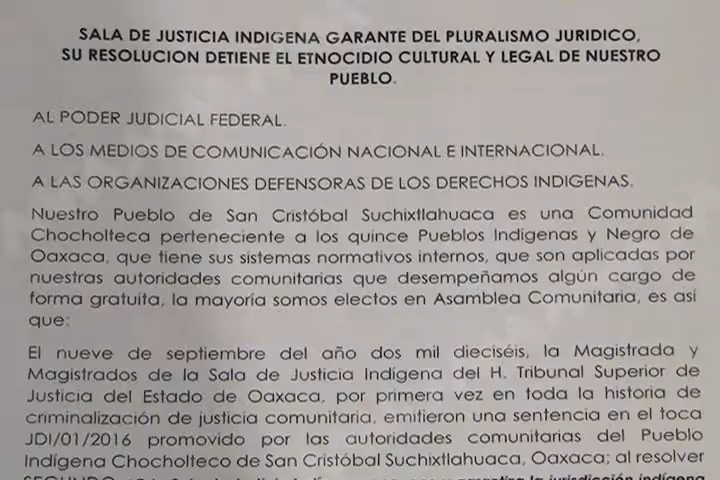 SALA DE JUSTICIA INDIGENA GARANTE DEL PLURALISMO JURIDICO,
SU RESOLUCION DETIENE EL ETNOCIDIO CULTURAL Y LEGAL DE NUESTRO
PUEBLO.
AL PODER JUDICIAL FEDERAL.
A LOS MEDIOS DE COMUNICACIÓN NACIONAL E INTERNACIONAL.
A LAS ORGANIZACIONES DEFENSORAS DE LOS DERECHOS INDIGENAS.
Nuestro Pueblo de San Cristóbal Suchixtlahuaca es una Comunidad
Chocholteca perteneciente a los quince Pueblos Indígenas y Negro de
Oaxaca, que tiene sus sistemas normativos internos, que son aplicadas por
nuestras autoridades comunitarias que desempeñamos algún cargo de
forma gratuita, la mayoría somos electos en Asamblea Comunitaria, es así
que:
El nueve de septiembre del año dos mil dieciséis, la Magistrada y
Magistrados de la Sala de Justicia Indígena del H. Tribunal Superior de
Justicia del Estado de Oaxaca, por primera vez en toda la historia de
criminalización de justicia comunitaria, emitieron una sentencia en el toca
JDI/01/2016 promovido por las autoridades comunitarias del Pueblo
Indígena Chocholteco de San Cristóbal Suchixtlahuaca, Oaxaca; al resolver
jurisdicción indígena